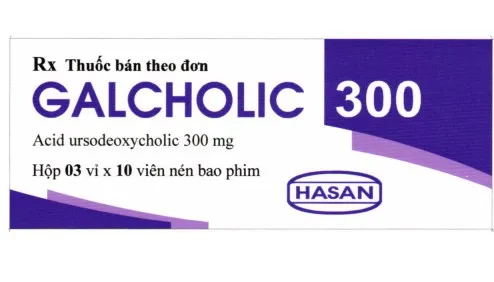 Rx Thuốc bán theo đơn
GALCHOLIC 300
Acid ursodeoxycholic 300 mg
Hộp 03 vỉ x 10 viên nén bao phim
HASAN